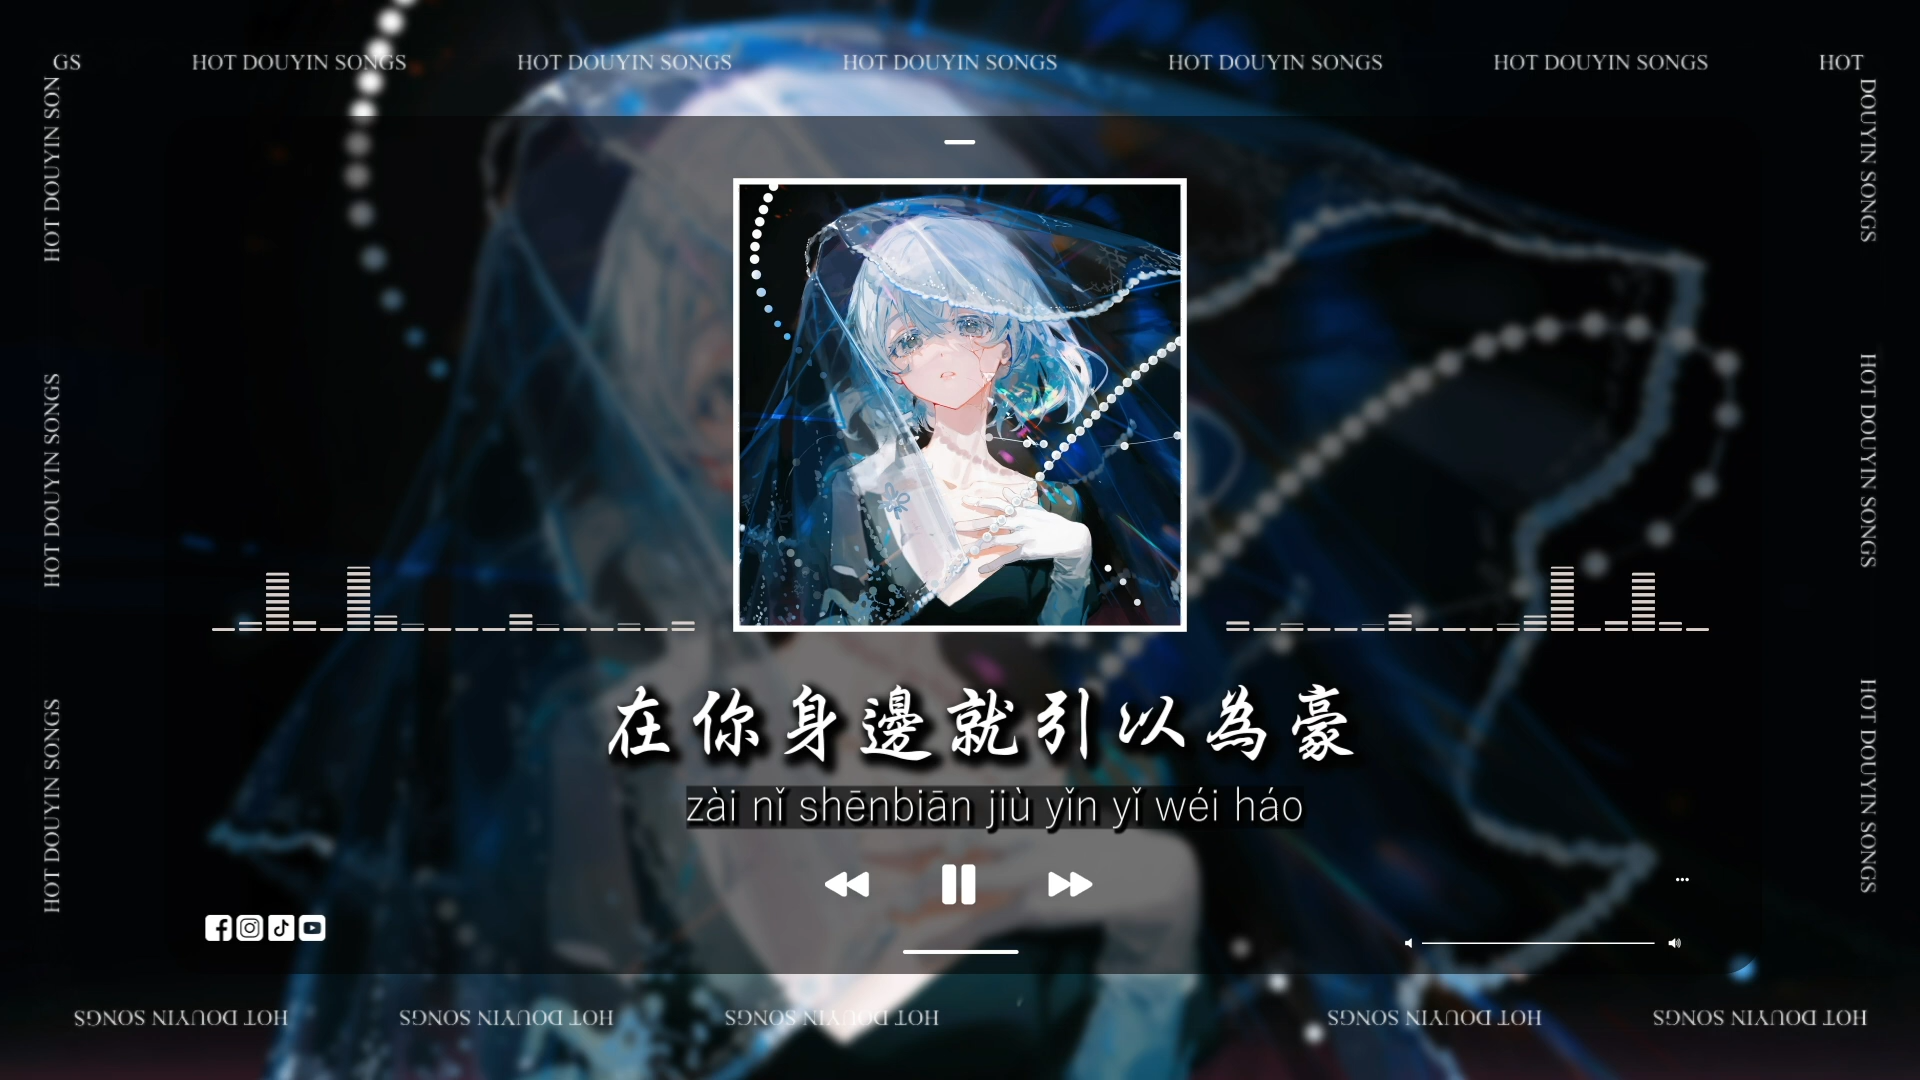 GS HOT DOUYIN SONGS HOT DOUYIN SONGS HOT DOUYIN SONGS HOT DOUYIN SONGS HOT DOUYIN SONGS HOT
DOUYIN SONGS
HOT DOUYIN SONGS
HOT DOUYIN SONGS
HOT DOUYIN SON
HOT DOUYIN SONGS
HOT DOUYIN SONGS
在你身邊就引以為豪
zài nǐ shēnbiān jiù yǐn yǐ wéi háo
HOT DOUYIN SONGS HOT DOUYIN SONGS HOT DOUYIN SONGS HOT DOUYIN SONGS HOT DOUYIN SONGS